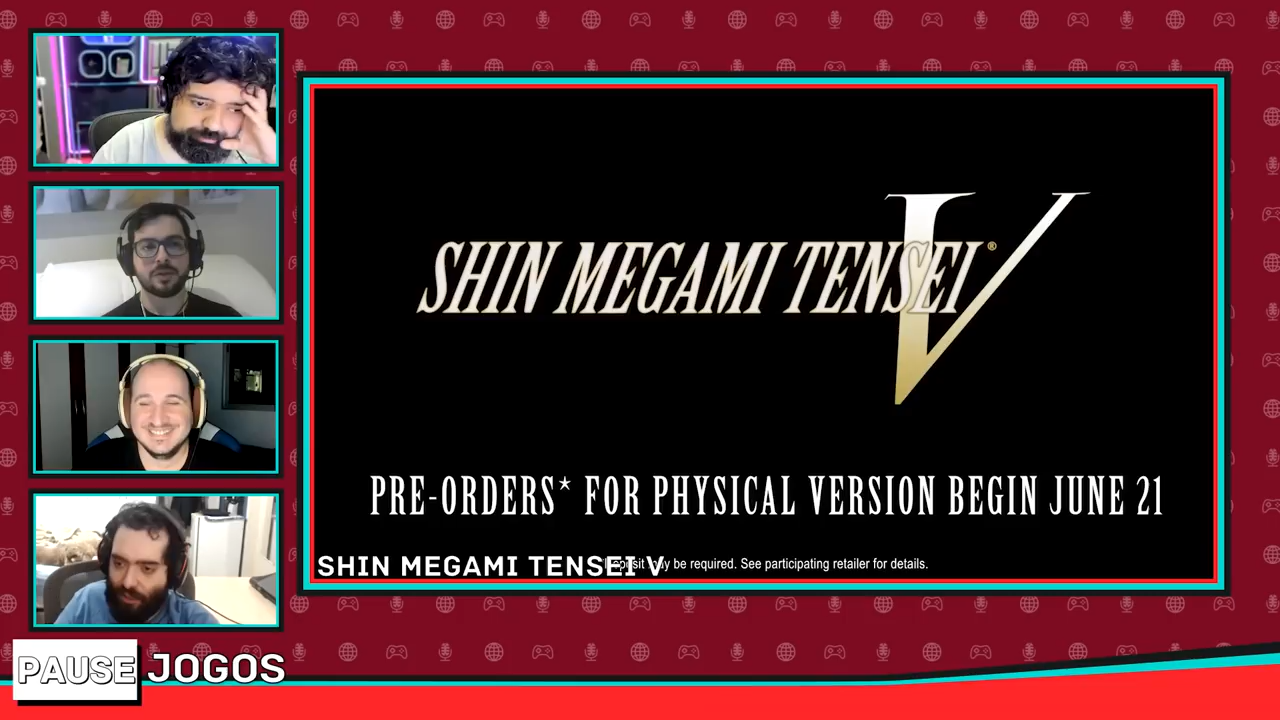 SHIN MEGAMI TENSEI V®
PRE-ORDERS* FOR PHYSICAL VERSION BEGIN JUNE 21
may be required. See participating retailer for details.
SHIN MEGAMI TENSEI V
PAUSE JOGOS